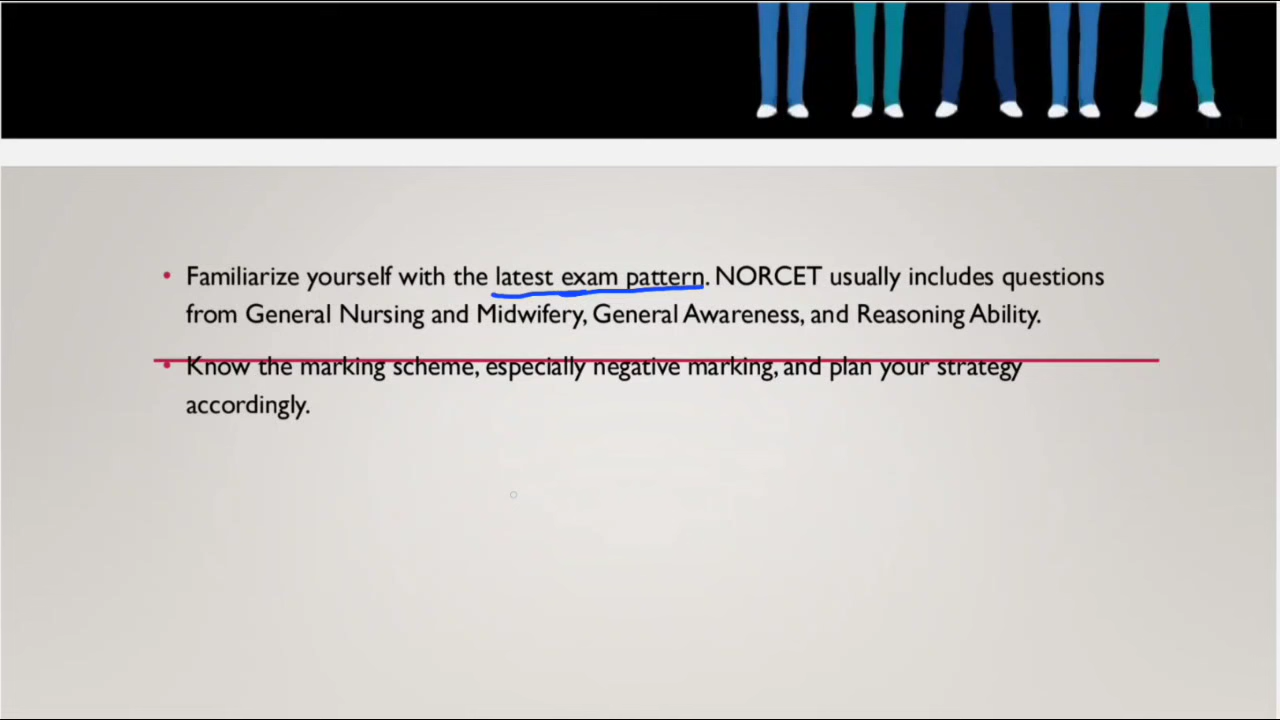 • Familiarize yourself with the latest exam pattern. NORCET usually includes questions
from General Nursing and Midwifery, General Awareness, and Reasoning Ability.
• Know the marking scheme, especially negative marking, and plan your strategy
accordingly.